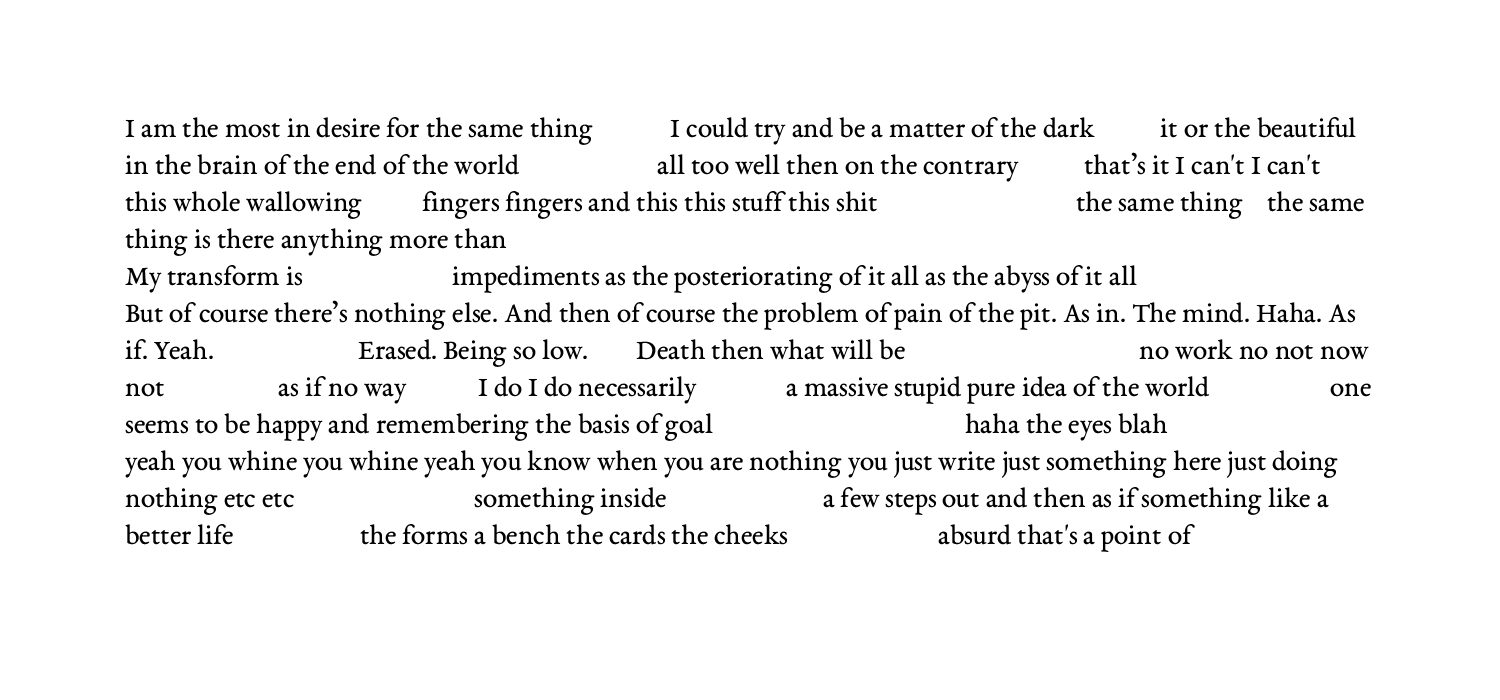 I am the most in desire for the same thing I could try and be a matter of the dark it or the beautiful
in the brain of the end of the world all too well then on the contrary that’s it I can't I can't
this whole wallowing fingers fingers and this this stuff this shit the same thing the same
thing is there anything more than
My transform is impediments as the posteriorating of it all as the abyss of it all
But of course there’s nothing else. And then of course the problem of pain of the pit. As in. The mind. Haha. As
if. Yeah. Erased. Being so low. Death then what will be no work no not now
not as if no way I do I do necessarily a massive stupid pure idea of the world one
seems to be happy and remembering the basis of goal haha the eyes blah
yeah you whine you whine yeah you know when you are nothing you just write just something here just doing
nothing etc etc something inside a few steps out and then as if something like a
better life the forms a bench the cards the cheeks absurd that's a point of